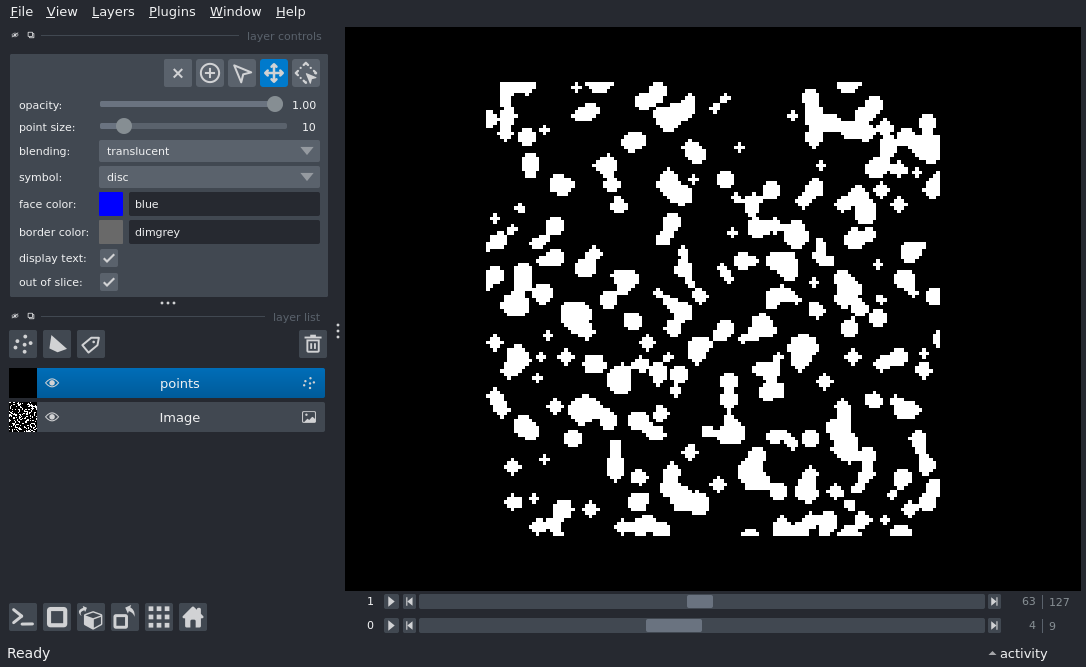 File View Layers Plugins Window Help
layer controls
opacity: 1.00
point size: 10
blending: translucent
symbol: disc
face color: blue
border color: dimgrey
display text:
out of slice:
layer list
points
Image
1 63 127
0 4 9
Ready activity